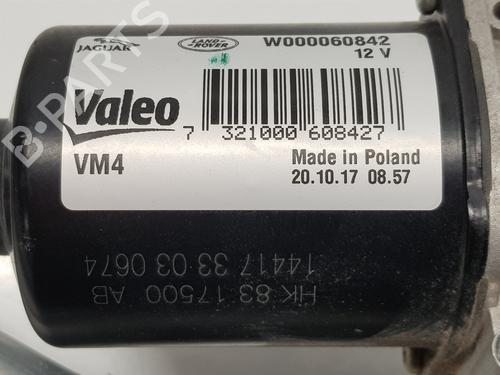 JAGUAR
LAND-ROVER
W000060842
12 V
Valeo
7 321000 608427
VM4
Made in Poland
20.10.17 08.57
B-PARTS
HK 83 17500 AB
14417 33 03 0674